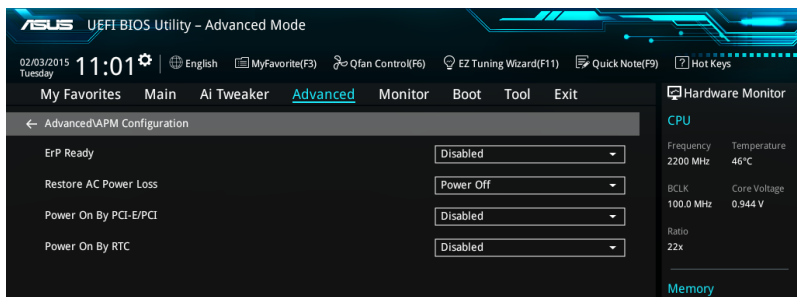 ASUS UEFI BIOS Utility – Advanced Mode
02/03/2015 Tuesday 11:01 English MyFavorite(F3) Qfan Control(F6) EZ Tuning Wizard(F11) Quick Note(F9) ? Hot Keys
My Favorites Main Ai Tweaker Advanced Monitor Boot Tool Exit
Hardware Monitor
← Advanced\APM Configuration
ErP Ready Disabled
Restore AC Power Loss Power Off
Power On By PCI-E/PCI Disabled
Power On By RTC Disabled
CPU
Frequency Temperature
2200 MHz 46°C
BCLK Core Voltage
100.0 MHz 0.944 V
Ratio
22x
Memory